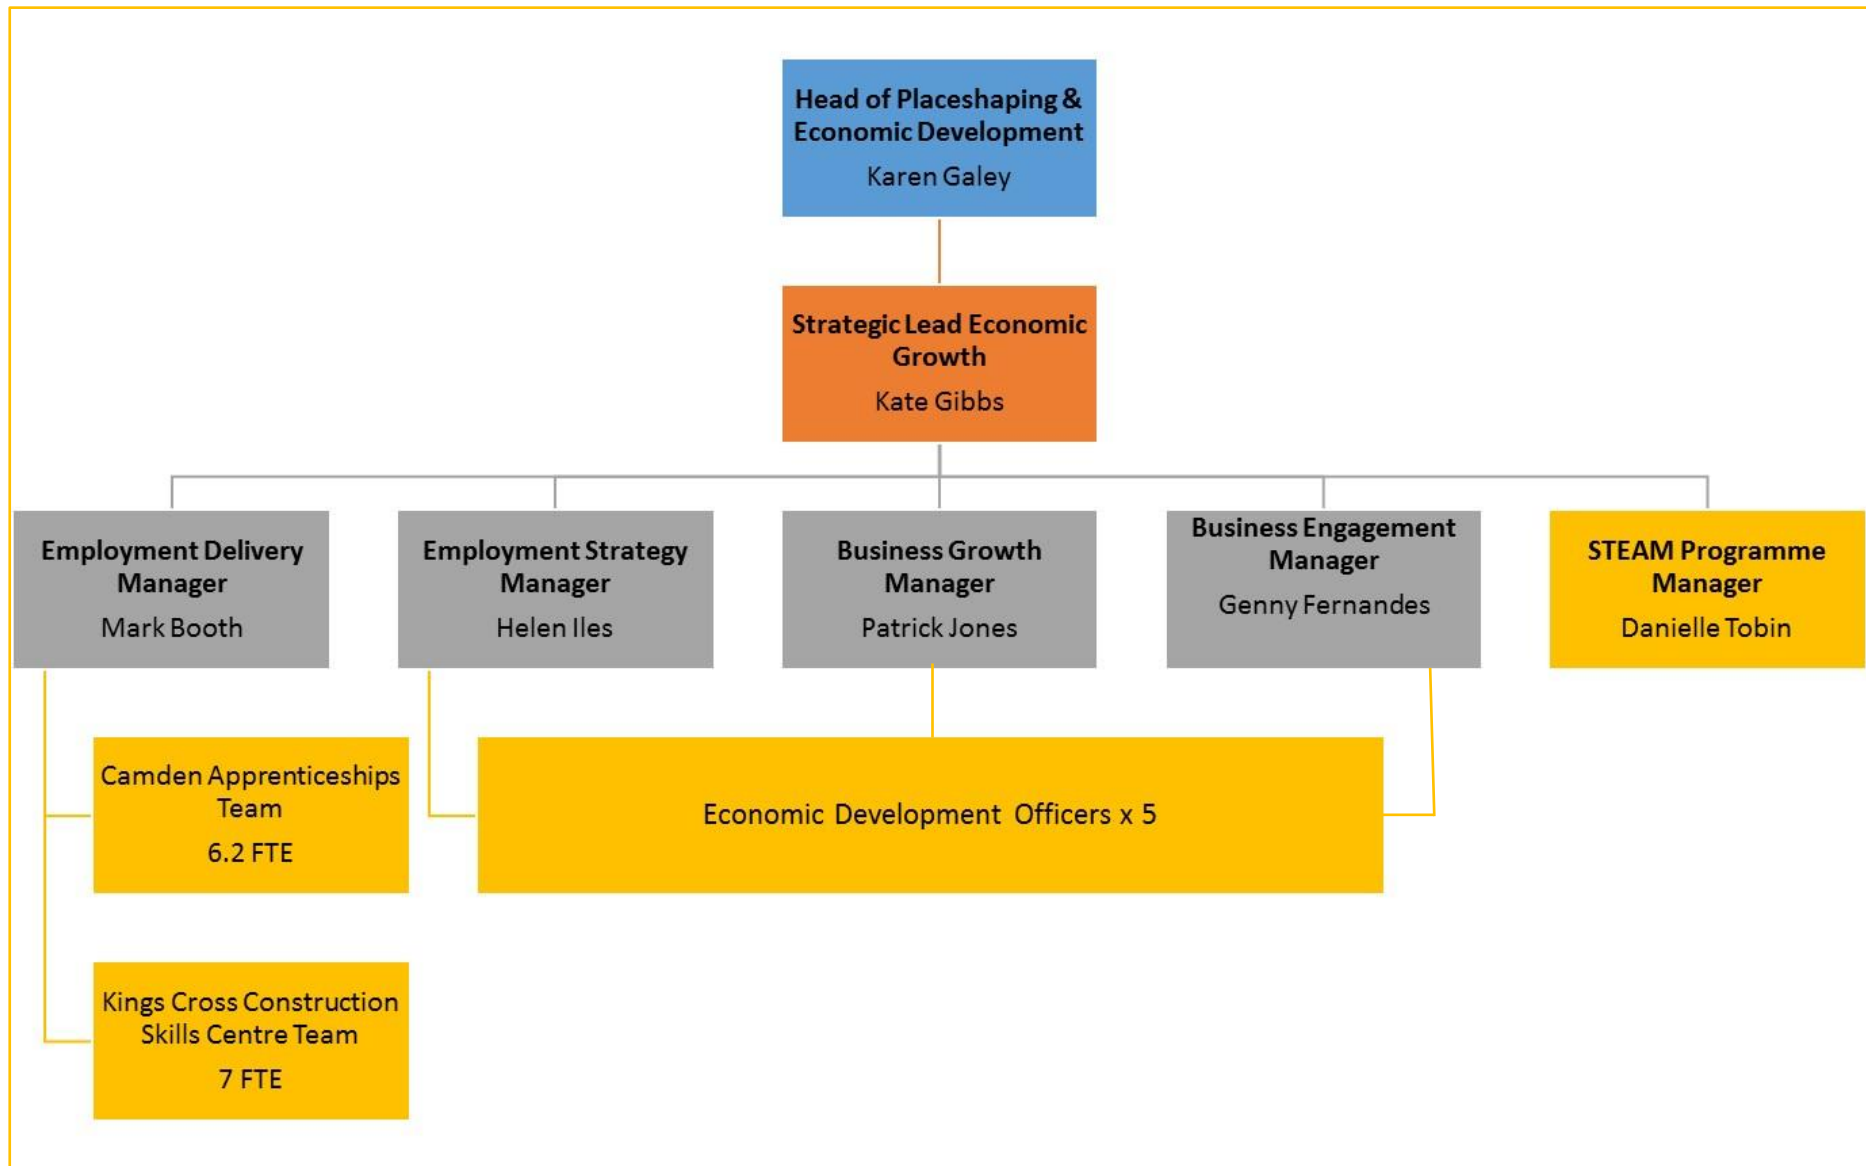 Head of Placeshaping &
Economic Development
Karen Galey
Strategic Lead Economic
Growth
Kate Gibbs
Employment Delivery
Manager
Mark Booth
Employment Strategy
Manager
Helen Iles
Business Growth
Manager
Patrick Jones
Business Engagement
Manager
Genny Fernandes
STEAM Programme
Manager
Danielle Tobin
Camden Apprenticeships
Team
6.2 FTE
Economic Development Officers x 5
Kings Cross Construction
Skills Centre Team
7 FTE